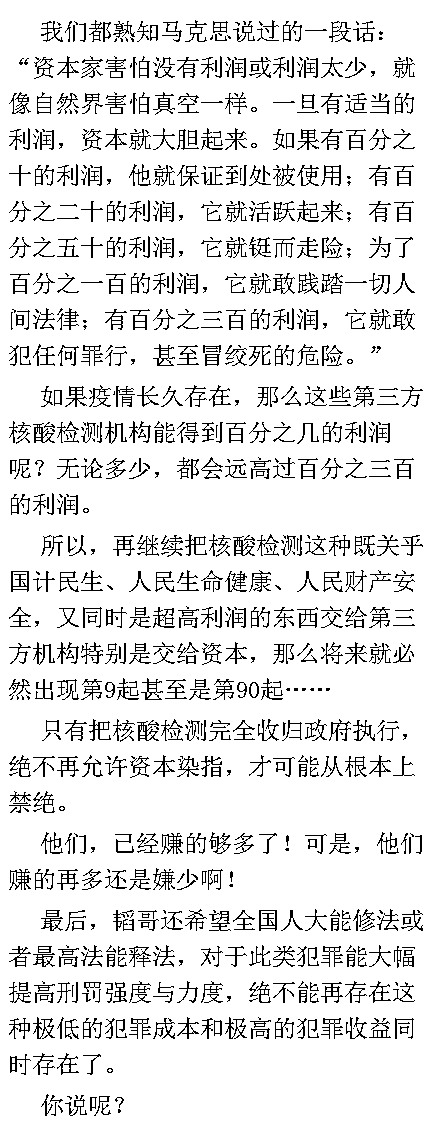 我们都熟知马克思说过的一段话：
“资本家害怕没有利润或利润太少，就
像自然界害怕真空一样。一旦有适当的
利润，资本就大胆起来。如果有百分之
十的利润，他就保证到处被使用；有百
分之二十的利润，它就活跃起来；有百
分之五十的利润，它就铤而走险；为了
百分之一百的利润，它就敢践踏一切人
间法律；有百分之三百的利润，它就敢
犯任何罪行，甚至冒绞死的危险。”
如果疫情长久存在，那么这些第三方
核酸检测机构能得到百分之几的利润
呢？无论多少，都会远高过百分之三百
的利润。
所以，再继续把核酸检测这种既关乎
国计民生、人民生命健康、人民财产安
全，又同时是超高利润的东西交给第三
方机构特别是交给资本，那么将来就必
然出现第9起甚至是第90起……
只有把核酸检测完全收归政府执行，
绝不再允许资本染指，才可能从根本上
禁绝。
他们，已经赚的够多了！可是，他们
赚的再多还是嫌少啊！
最后，韬哥还希望全国人大能修法或
者最高法能释法，对于此类犯罪能大幅
提高刑罚强度与力度，绝不能再存在这
种极低的犯罪成本和极高的犯罪收益同
时存在了。
你说呢？